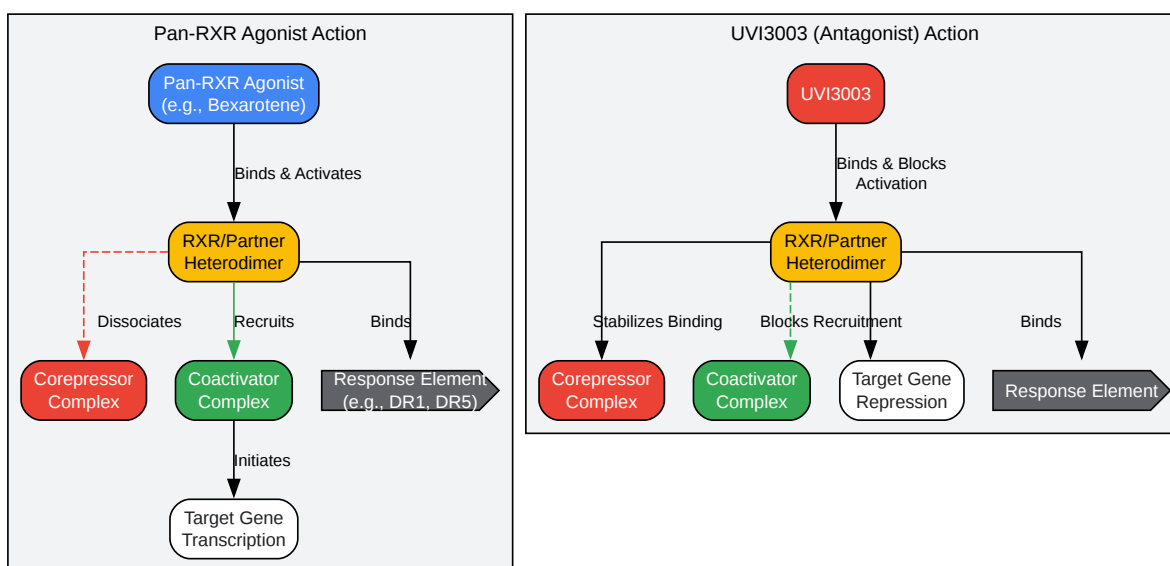 Pan-RXR Agonist Action
Pan-RXR Agonist
(e.g., Bexarotene)
Binds & Activates
RXR/Partner
Heterodimer
Dissociates
Recruits
Binds
Corepressor
Complex
Coactivator
Complex
Response Element
(e.g., DR1, DR5)
Initiates
Target Gene
Transcription
UVI3003 (Antagonist) Action
UVI3003
Binds & Blocks
Activation
RXR/Partner
Heterodimer
Stabilizes Binding
Blocks Recruitment
Binds
Corepressor
Complex
Coactivator
Complex
Target Gene
Repression
Response Element